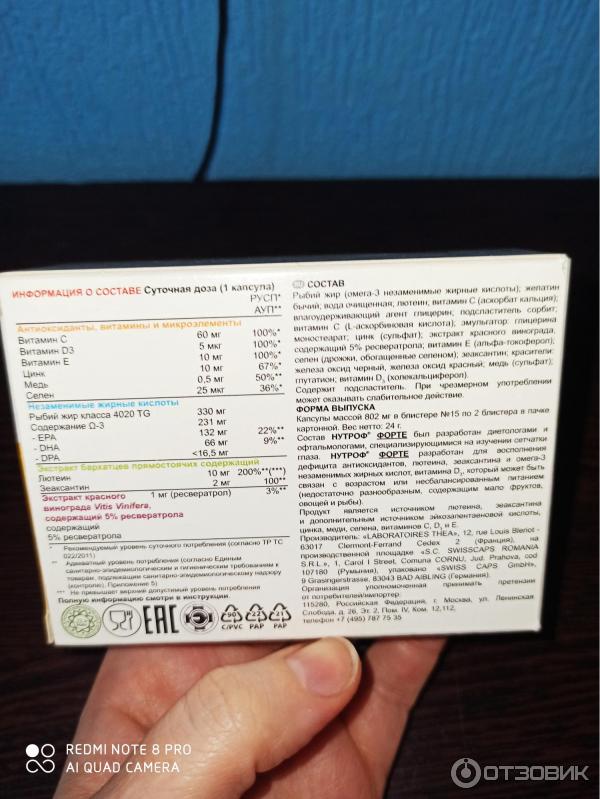 ИНФОРМАЦИЯ О СОСТАВЕ Суточная доза (1 капсула)
РУСП*
АУП**
Антиоксиданты, витамины и микроэлементы
Витамин С 60 мг 100%*
Витамин D3 5 мкг 100%*
Витамин Е 10 мг 100%*
Цинк 10 мг 67%*
Медь 0,5 мг 50%**
Селен 25 мкг 36%*
Незаменимые жирные кислоты
Рыбий жир класса 4020 TG 330 мг
Содержание Ω-3 231 мг
- EPA 132 мг 22%**
- DHA 66 мг 9%**
- DPA <16,5 мг
Экстракт бархатцев прямостоячих содержащий
Лютеин 10 мг 200%**(***)
Зеаксантин 2 мг 100**
Экстракт красного 1 мг (ресвератрол) 3%**
винограда Vitis Vinifera,
содержащий 5% ресвератрола
содержащий
5% ресвератрола
* Рекомендуемый уровень суточного потребления (согласно ТР ТС
022/2011)
** Адекватный уровень потребления (согласно Единым
санитарно-эпидемиологическим и гигиеническим требованиям к
товарам, подлежащим санитарно-эпидемиологическому надзору
(контролю), Приложение 5)
*** Не превышает верхний допустимый уровень потребления
Полную информацию смотри в инструкции.
EAC
90
C/PVC
22
PAP
21
PAP
RU СОСТАВ
Рыбий жир (омега-3 незаменимые жирные кислоты); желатин
бычий; вода очищенная; лютеин; витамин С (аскорбат кальция);
влагоудерживающий агент глицерин; подсластитель сорбит;
витамин С (L-аскорбиновая кислота); эмульгатор: глицерина
моностеарат; цинк (сульфат); экстракт красного винограда,
содержащий 5% ресвератрола; витамин Е (альфа-токоферол);
селен (дрожжи, обогащенные селеном); зеаксантин; красители:
железа оксид черный, железа оксид красный; медь (сульфат);
глутатион; витамин D3 (холекальциферол).
Содержит подсластитель. При чрезмерном употреблении
может оказывать слабительное действие.
ФОРМА ВЫПУСКА
Капсулы массой 802 мг в блистере №15 по 2 блистера в пачке
картонной. Вес нетто: 24 г.
Состав НУТРОФ® ФОРТЕ был разработан диетологами и
офтальмологами, специализирующимися на изучении сетчатки
глаза. НУТРОФ® ФОРТЕ разработан для восполнения
дефицита антиоксидантов, лютеина, зеаксантина и омега-3
незаменимых жирных кислот, витамина D3, который может быть
связан с возрастом или несбалансированным питанием
(недостаточно разнообразным, содержащим мало фруктов,
овощей и рыбы).
Продукт является источником лютеина, зеаксантина
и дополнительным источником эйкозапентаеновой кислоты,
цинка, меди, селена, витаминов С, D3 и Е.
Производитель: «LABORATOIRES THEA», 12, rue Louis Bleriot -
63017 Clermont-Ferrand Cedex 2 (Франция), на
производственной площадке «S.C. SWISSCAPS ROMANIA
S.R.L», 1, Carol I Street, Comuna CORNU, Jud. Prahova, cod
107180 (Румыния), упаковано «SWISS CAPS GmbH»,
9 Grasingerstrasse, 83043 BAD AIBLING (Германия).
Организация уполномоченная принимать претензии
от потребителя/импортер:
115280, Российская Федерация, г. Москва, ул. Ленинская
Слобода, д. 26, Эт. 2, Пом. IV, Ком. 12,112,
телефон +7 (495) 787 75 35
REDMI NOTE 8 PRO
AI QUAD CAMERA
ОТЗОВИК